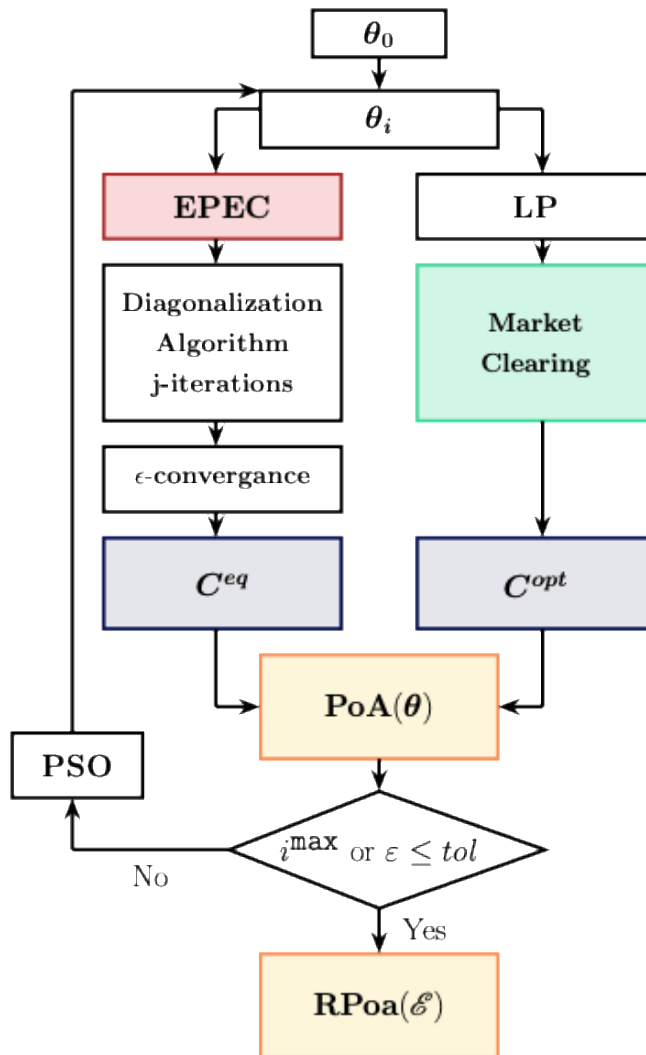 θ₀
θᵢ
EPEC
LP
Diagonalization
Algorithm
j-iterations
Market
Clearing
ϵ-convergance
C^{eq}
C^{opt}
PoA(θ)
PSO
i^{max} or ε ≤ tol
No
Yes
RPoa(ℰ)